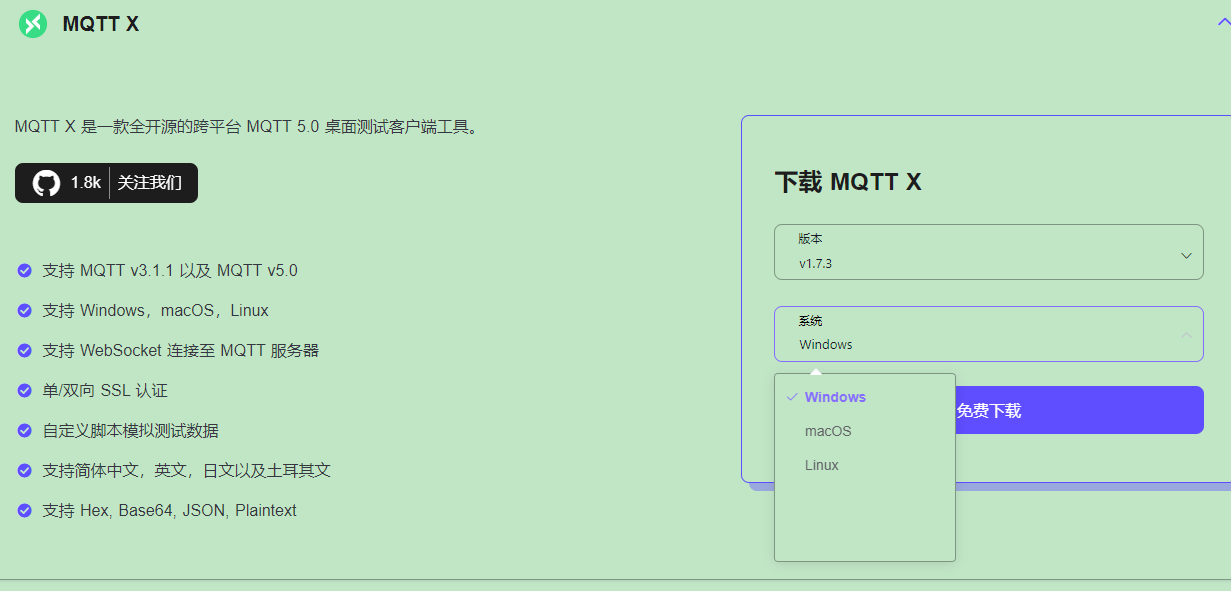 MQTT X
MQTT X 是一款全开源的跨平台 MQTT 5.0 桌面测试客户端工具。
1.8k 关注我们
支持 MQTT v3.1.1 以及 MQTT v5.0
支持 Windows，macOS，Linux
支持 WebSocket 连接至 MQTT 服务器
单/双向 SSL 认证
自定义脚本模拟测试数据
支持简体中文，英文，日文以及土耳其文
支持 Hex, Base64, JSON, Plaintext
下载 MQTT X
版本
v1.7.3
系统
Windows
Windows
免费下载
macOS
Linux